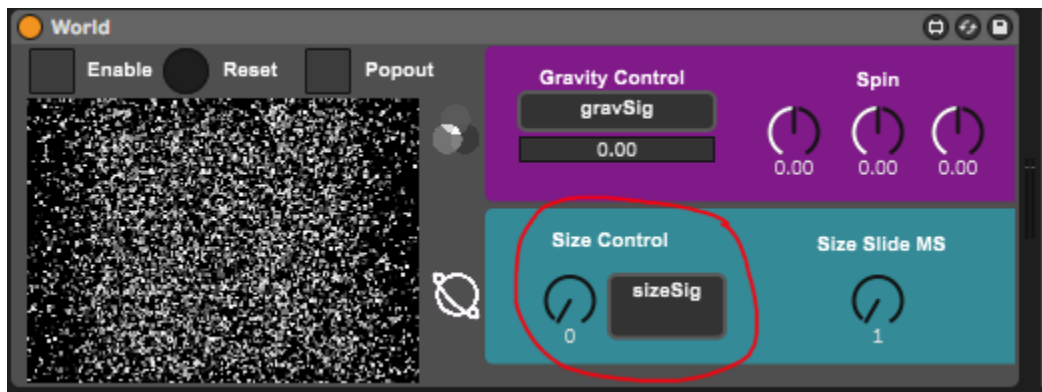 World
Enable
Reset
Popout
Gravity Control
gravSig
0.00
Spin
0.00
0.00
0.00
Size Control
0
sizeSig
Size Slide MS
1